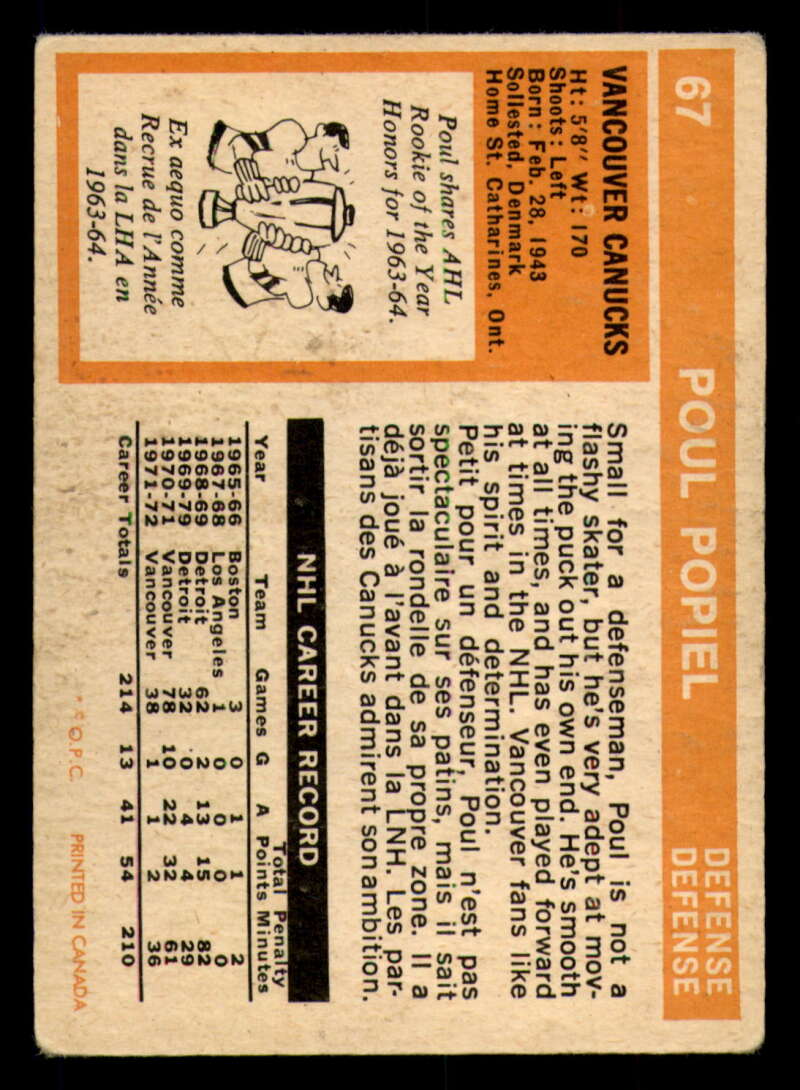 67
POUL POPIEL
DEFENSE
DEFENSE
VANCOUVER CANUCKS
Ht: 5'8" Wt: 170
Shoots: Left
Born: Feb. 28, 1943
Sollested, Denmark
Home St. Catharines, Ont.
Poul shares AHL
Rookie of the Year
Honors for 1963-64.
Ex aequo comme
Recrue de l'Année
dans la LHA en
1963-64.
Small for a defenseman, Poul is not a
flashy skater, but he's very adept at mov-
ing the puck out his own end. He's smooth
at all times, and has even played forward
at times in the NHL. Vancouver fans like
his spirit and determination.
Petit pour un défenseur, Poul n'est pas
spectaculaire sur ses patins, mais il sait
sortir la rondelle de sa propre zone. Il a
déjà joué à l'avant dans la LNH. Les par-
tisans des Canucks admirent son ambition.
NHL CAREER RECORD
Total Penalty
Year Team Games G A Points Minutes
1965-66 Boston 3 0 1 1 2
1967-68 Los Angeles 1 0 0 0 0
1968-69 Detroit 62 2 13 15 82
1969-79 Detroit 32 0 4 4 29
1970-71 Vancouver 78 10 22 32 61
1971-72 Vancouver 38 1 1 2 36
Career Totals 214 13 41 54 210
* © O.P.C. PRINTED IN CANADA